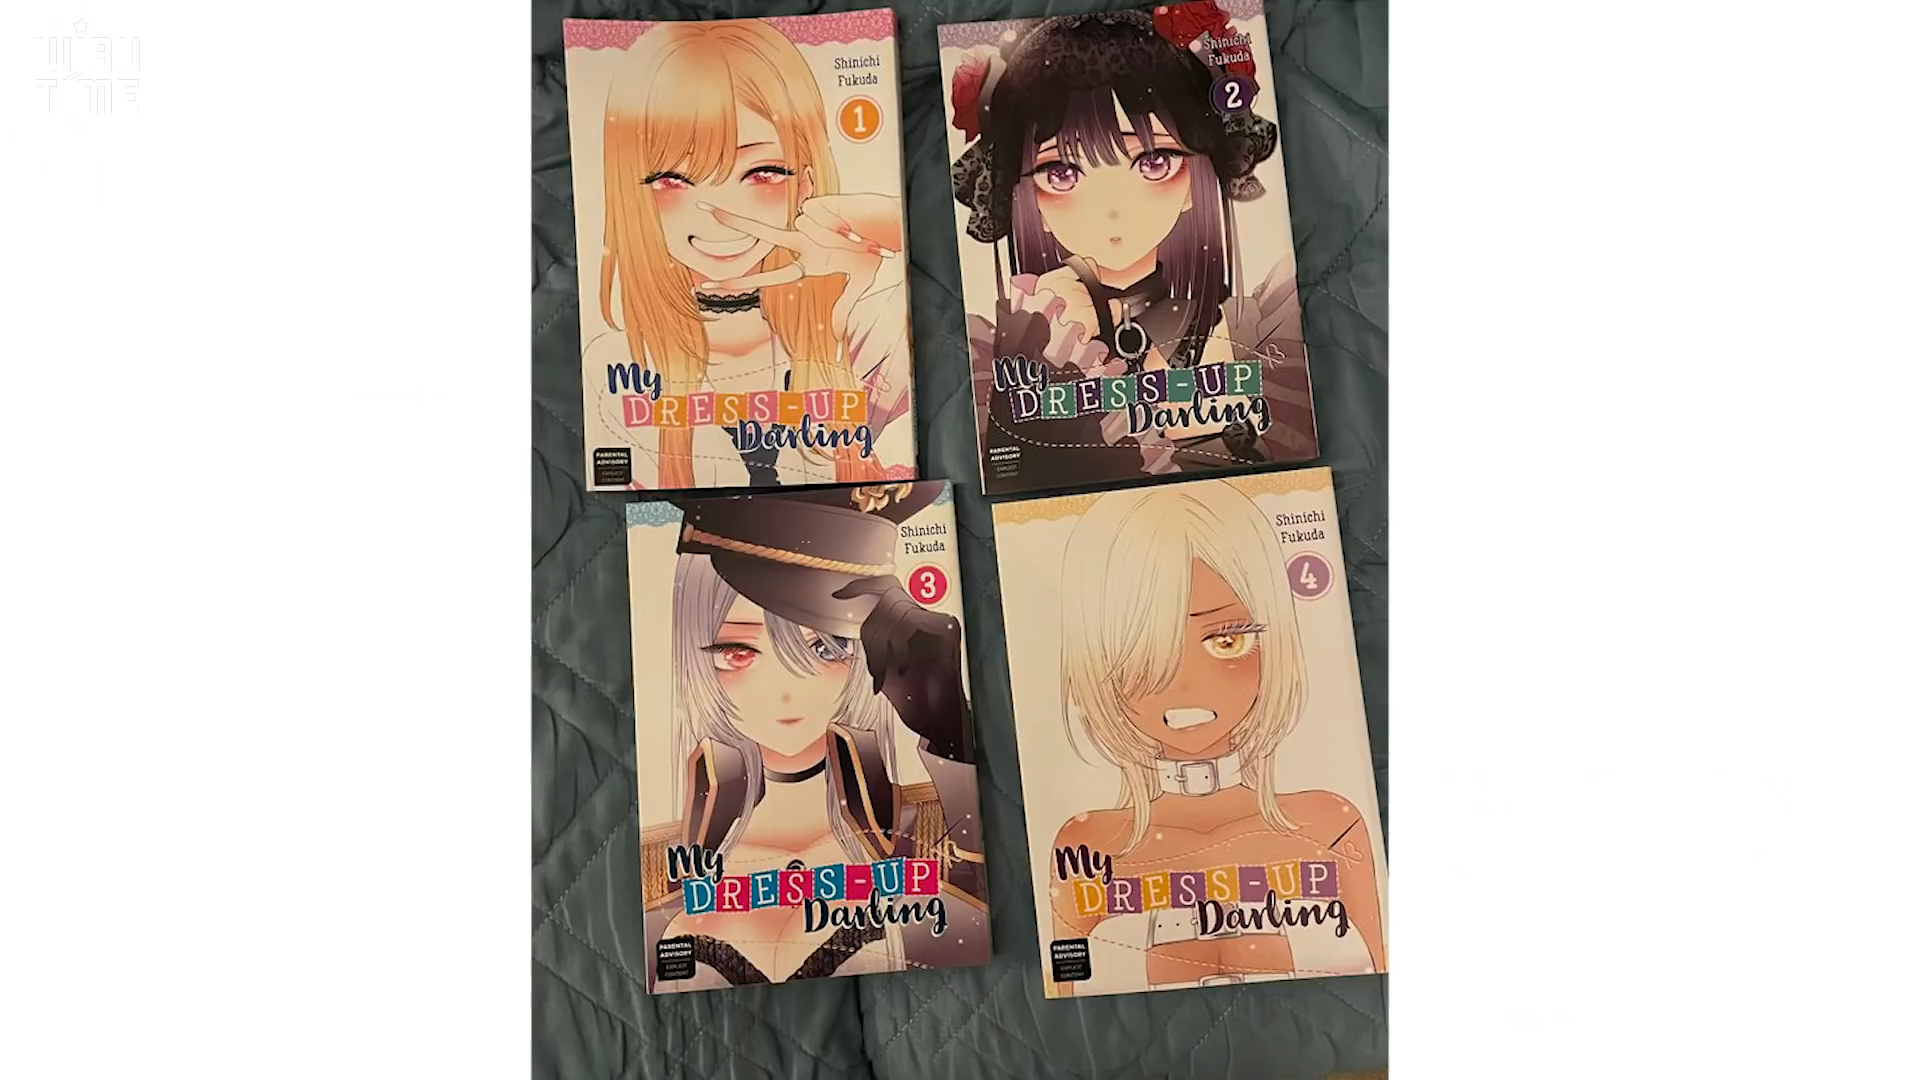 WAU
TIME
Shinichi
Fukuda
1
My
DRESS-UP
Darling
PARENTAL
ADVISORY
EXPLICIT
CONTENT
Shinichi
Fukuda
2
My
DRESS-UP
Darling
PARENTAL
ADVISORY
EXPLICIT
CONTENT
Shinichi
Fukuda
3
My
DRESS-UP
Darling
PARENTAL
ADVISORY
EXPLICIT
CONTENT
Shinichi
Fukuda
4
My
DRESS-UP
Darling
PARENTAL
ADVISORY
EXPLICIT
CONTENT